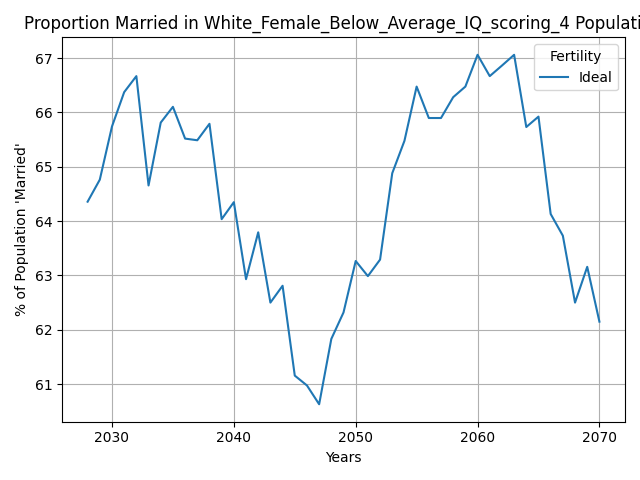 Proportion Married in White_Female_Below_Average_IQ_scoring_4 Populati
Fertility
Ideal
% of Population 'Married'
67
66
65
64
63
62
61
2030 2040 2050 2060 2070
Years